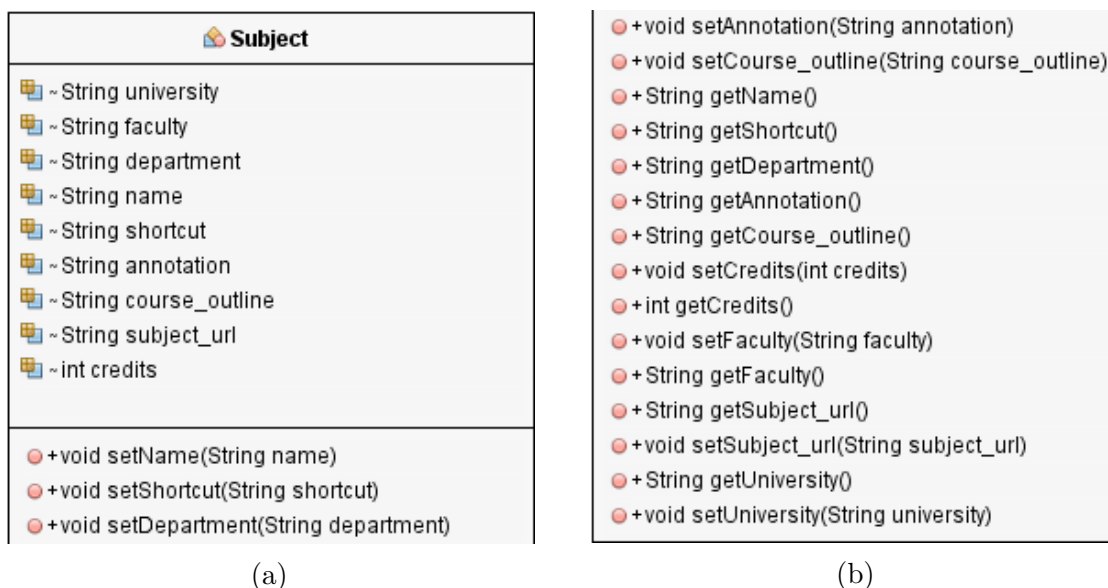 Subject
~String university
~String faculty
~String department
~String name
~String shortcut
~String annotation
~String course_outline
~String subject_url
~int credits
+void setName(String name)
+void setShortcut(String shortcut)
+void setDepartment(String department)
(a)
+void setAnnotation(String annotation)
+void setCourse_outline(String course_outline)
+String getName()
+String getShortcut()
+String getDepartment()
+String getAnnotation()
+String getCourse_outline()
+void setCredits(int credits)
+int getCredits()
+void setFaculty(String faculty)
+String getFaculty()
+String getSubject_url()
+void setSubject_url(String subject_url)
+String getUniversity()
+void setUniversity(String university)
(b)